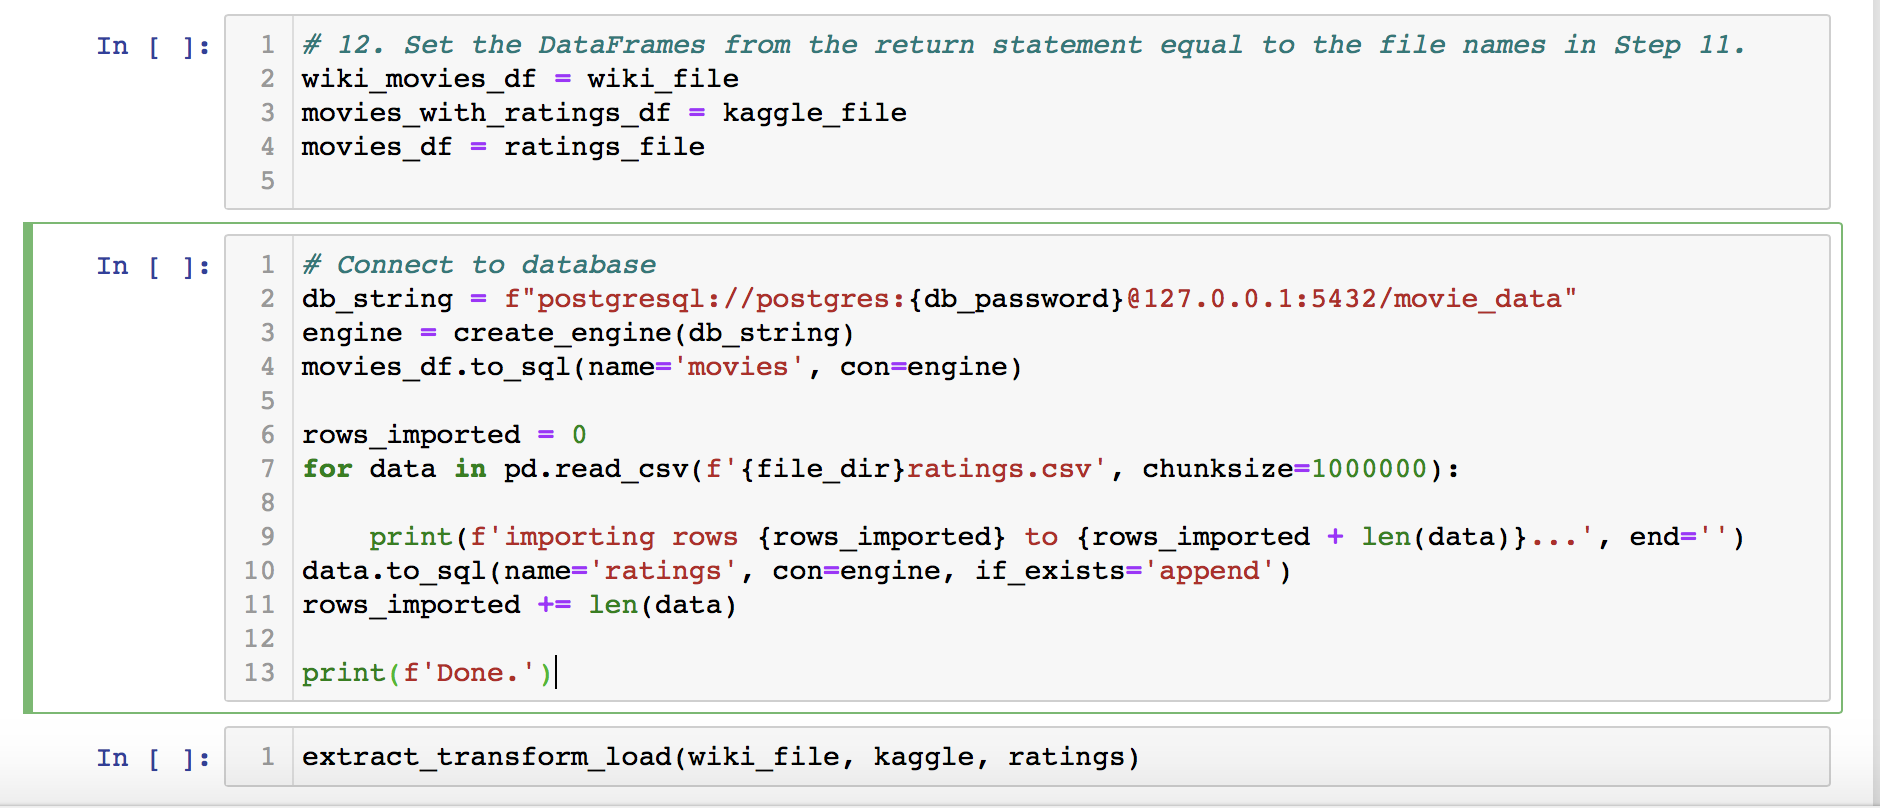 In [ ]:
1 # 12. Set the DataFrames from the return statement equal to the file names in Step 11.
2 wiki_movies_df = wiki_file
3 movies_with_ratings_df = kaggle_file
4 movies_df = ratings_file
5
In [ ]:
1 # Connect to database
2 db_string = f"postgresql://postgres:{db_password}@127.0.0.1:5432/movie_data"
3 engine = create_engine(db_string)
4 movies_df.to_sql(name='movies', con=engine)
5
6 rows_imported = 0
7 for data in pd.read_csv(f'{file_dir}ratings.csv', chunksize=1000000):
8
9     print(f'importing rows {rows_imported} to {rows_imported + len(data)}...', end='')
10 data.to_sql(name='ratings', con=engine, if_exists='append')
11 rows_imported += len(data)
12
13 print(f'Done.')
In [ ]:
1 extract_transform_load(wiki_file, kaggle, ratings)